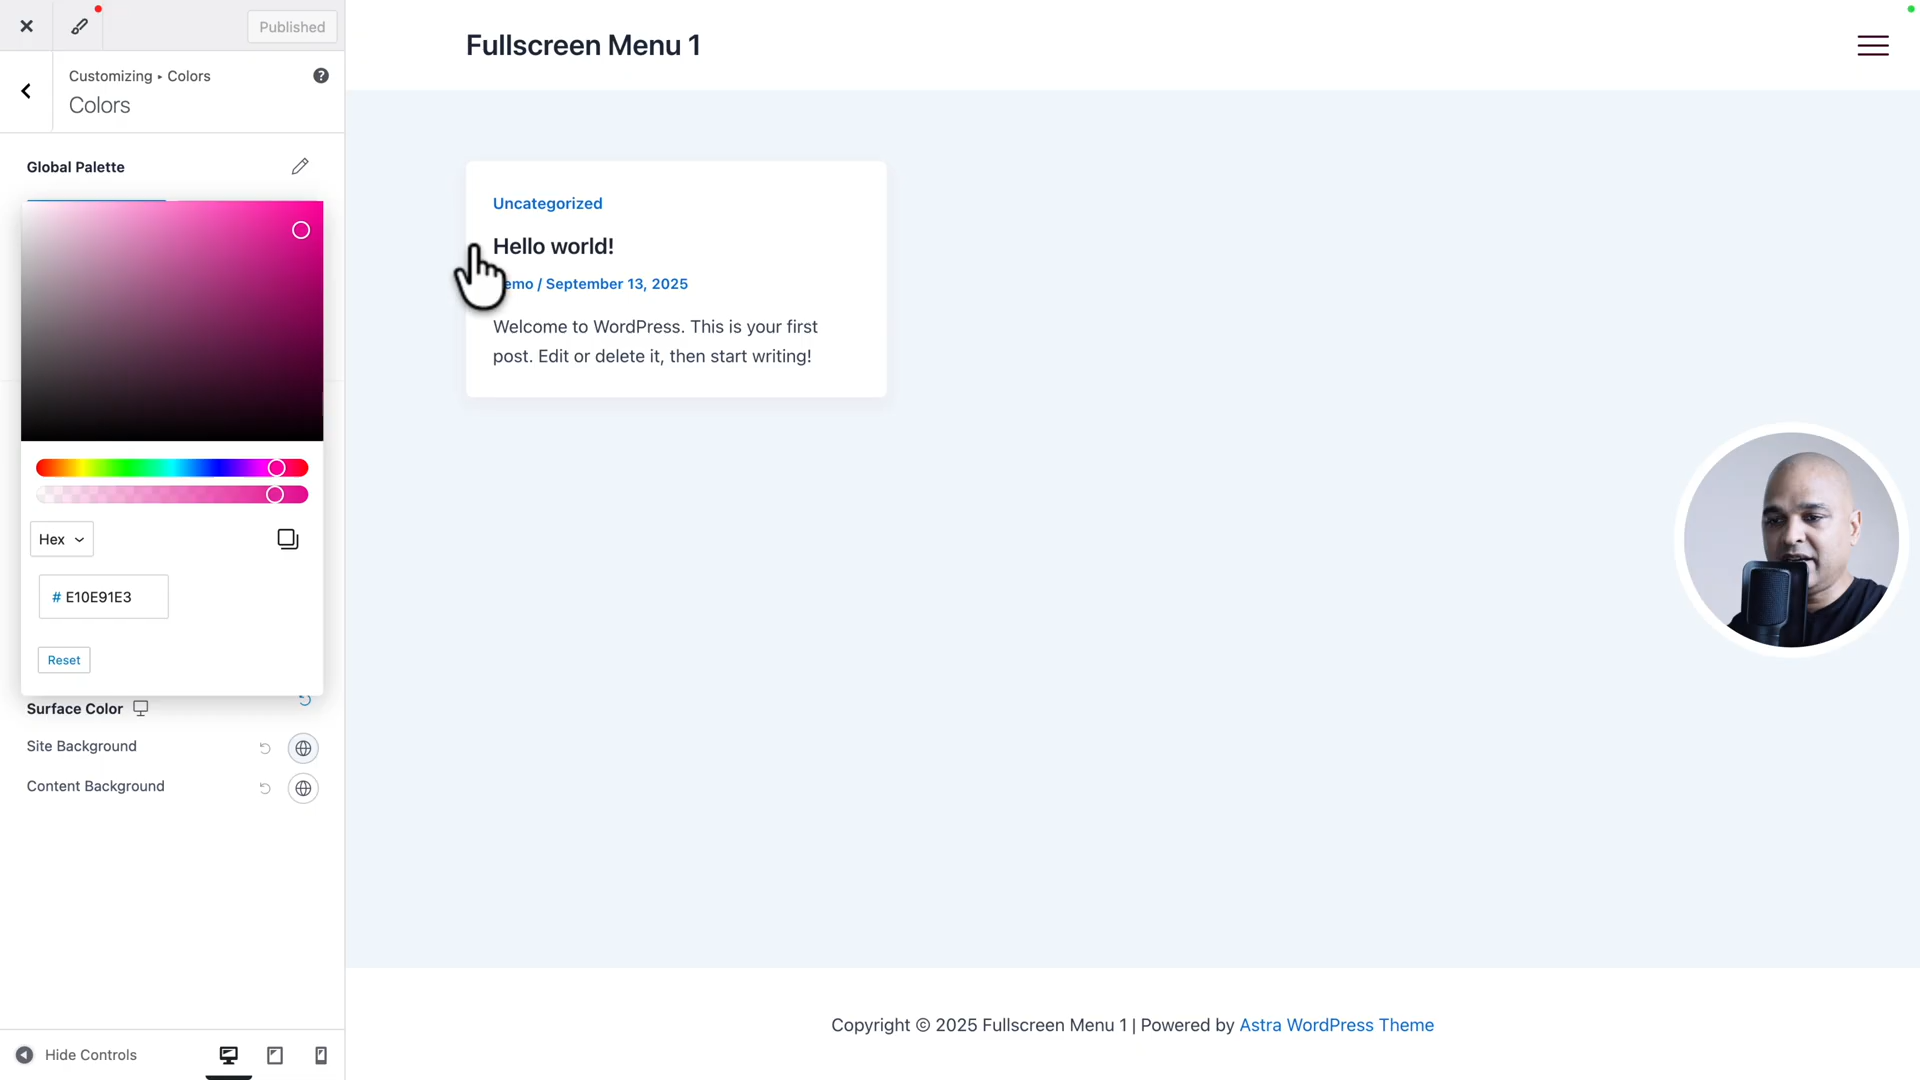 Published
Fullscreen Menu 1
Customizing ▸ Colors
Colors
Global Palette
Hex
# E10E91E3
Reset
Surface Color
Site Background
Content Background
Hide Controls
Uncategorized
Hello world!
emo / September 13, 2025
Welcome to WordPress. This is your first
post. Edit or delete it, then start writing!
Copyright © 2025 Fullscreen Menu 1 | Powered by Astra WordPress Theme